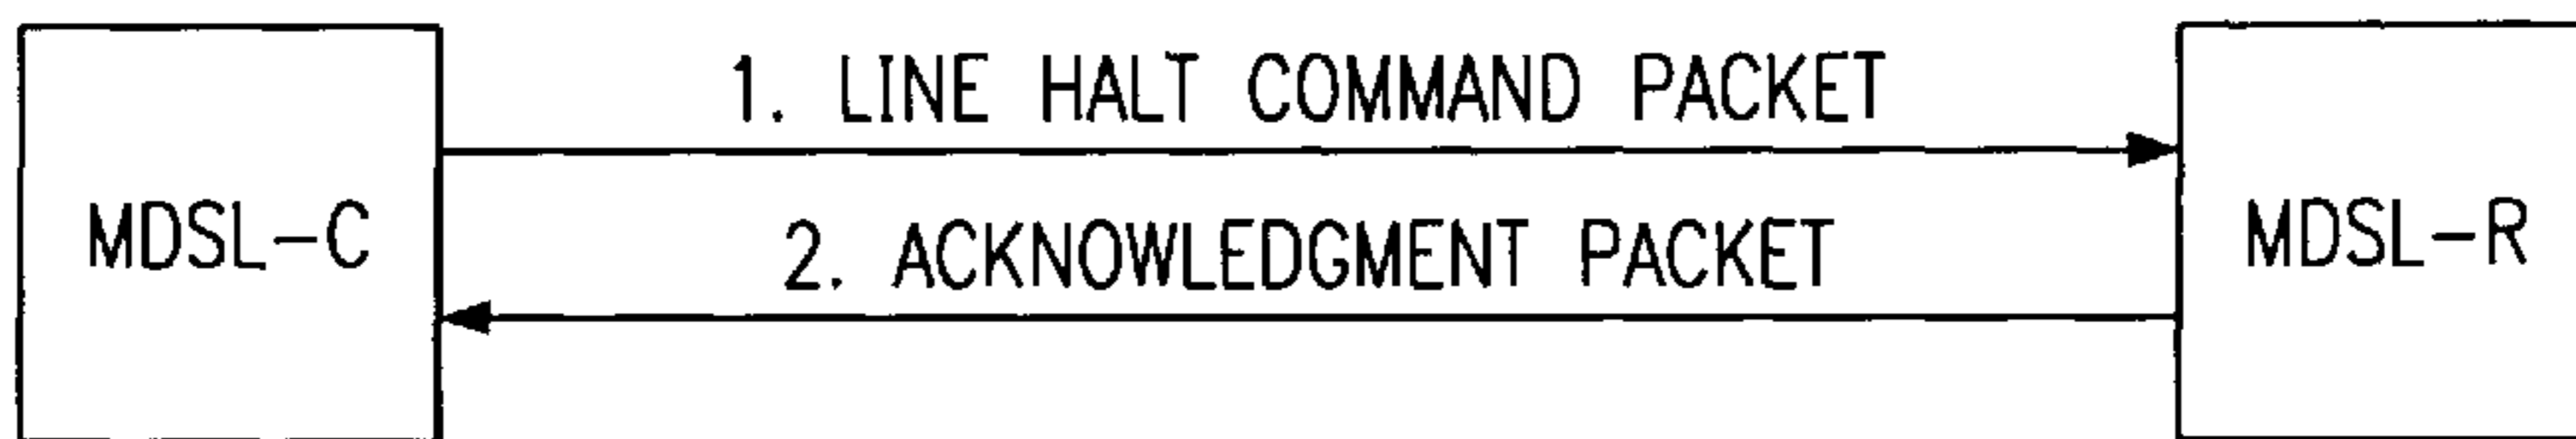 1. LINE HALT COMMAND PACKET
MDSL-C
2. ACKNOWLEDGMENT PACKET
MDSL-R